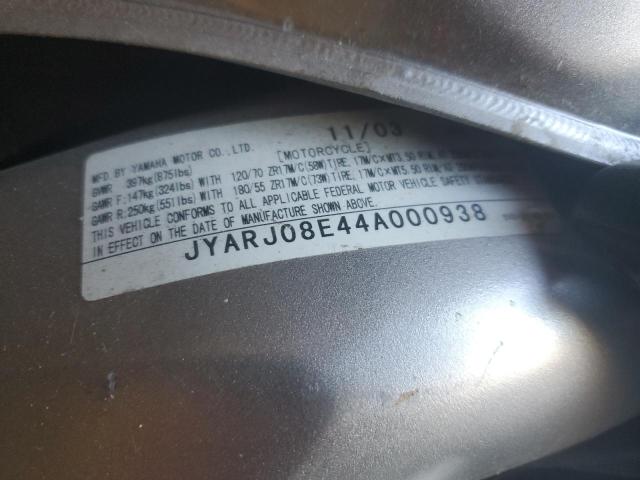 11/03
MFD.BY YAMAHA MOTOR CO.,LTD. [MOTORCYCLE]
GVWR 397kg(875lbs)
GAWR F:147kg(324lbs) WITH 120/70 ZR17M/C(58W)TIRE, 17M/C×MT3.50 RIM,
GAWR R:250kg(551lbs) WITH 180/55 ZR17M/C(73W)TIRE, 17M/C×MT5.50 RIM,
THIS VEHICLE CONFORMS TO ALL APPLICABLE FEDERAL MOTOR VEHICLE SAFETY
IN EFFECT ON THE DATE OF MANUFACTURE SHOWN ABOVE.
JYARJ08E44A000938